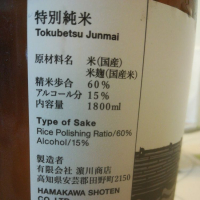 特別純米
Tokubetsu Junmai
原材料名 米(国産)
米麹(国産米)
精米歩合 60%
アルコール分 15%
内容量 1800ml
Type of Sake
Rice Polishing Ratio/60%
Alcohol/15%
製造者
有限会社 濵川商店
高知県安芸郡田野町2150
HAMAKAWA SHOTEN
CO.,LTD.